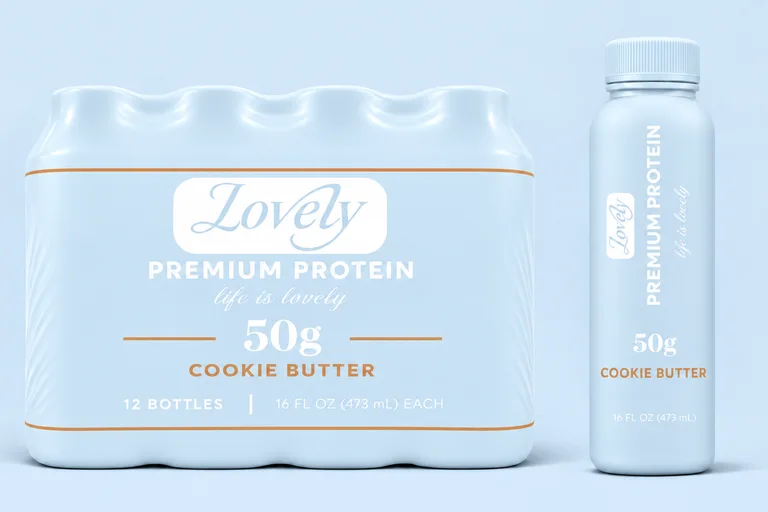 Lovely
PREMIUM PROTEIN
life is lovely
50g
COOKIE BUTTER
12 BOTTLES | 16 FL OZ (473 mL) EACH
Lovely
PREMIUM PROTEIN
life is lovely
50g
COOKIE BUTTER
16 FL OZ (473 mL)